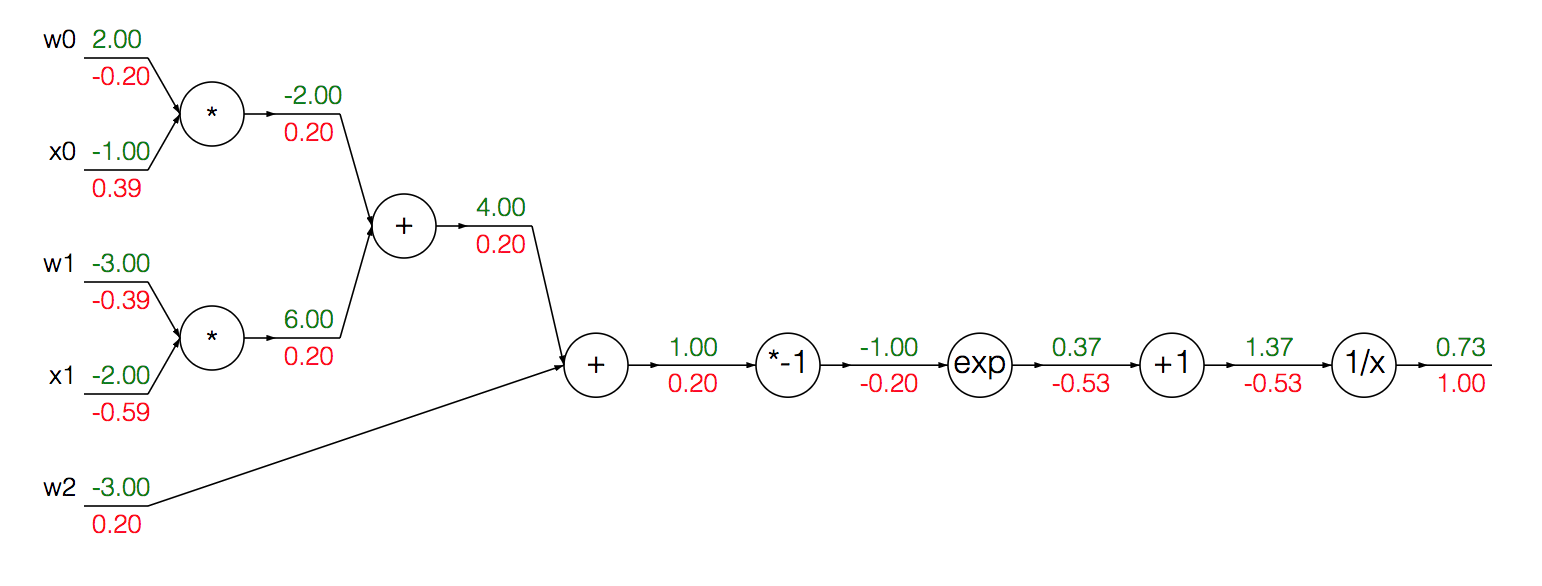 w0 2.00
-0.20
* -2.00
0.20
x0 -1.00
0.39
+ 4.00
0.20
w1 -3.00
-0.39
* 6.00
0.20
x1 -2.00
-0.59
+ 1.00 *-1 -1.00 exp 0.37 +1 1.37 1/x 0.73
0.20 -0.20 -0.53 -0.53 1.00
w2 -3.00
0.20